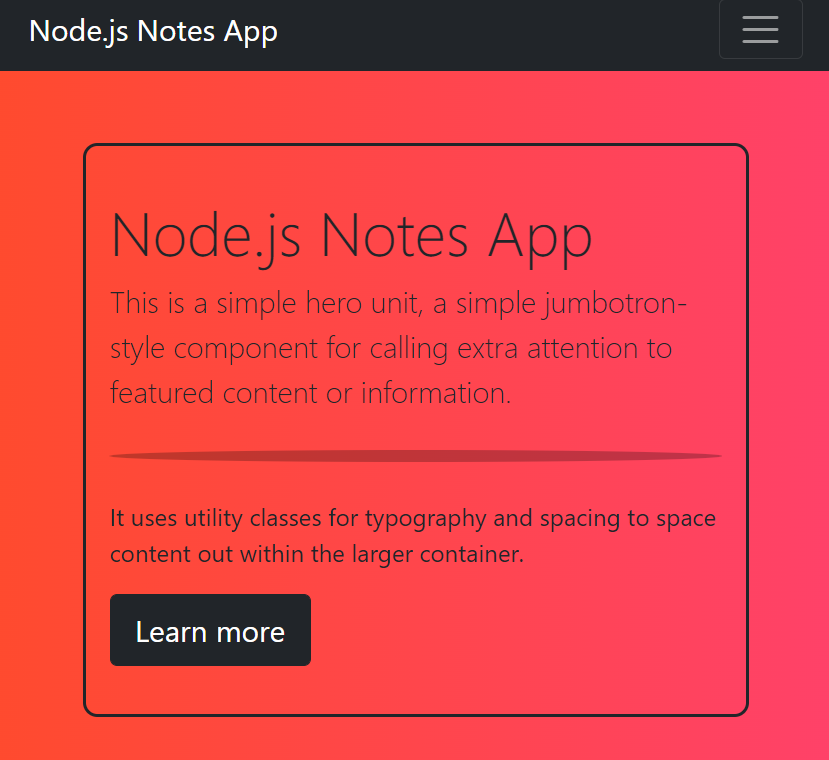 Node.js Notes App
Node.js Notes App
This is a simple hero unit, a simple jumbotron-
style component for calling extra attention to
featured content or information.
It uses utility classes for typography and spacing to space
content out within the larger container.
Learn more